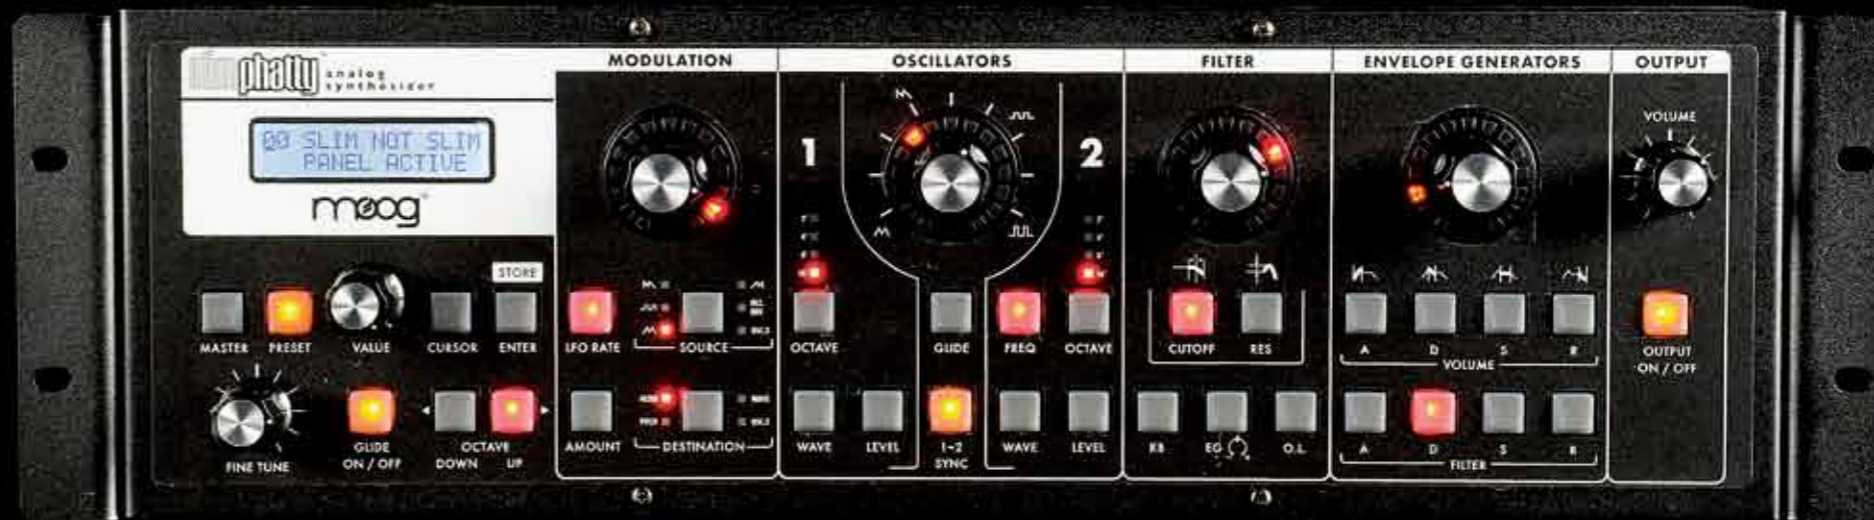 slim phatty analog synthesizer
00 SLIM NOT SLIM
PANEL ACTIVE
moog
STORE
MASTER PRESET VALUE CURSOR ENTER
FINE TUNE
GLIDE
ON / OFF
OCTAVE
DOWN UP
MODULATION
LFO RATE SOURCE
AMOUNT DESTINATION
OSCILLATORS
1 2
OCTAVE GLIDE FREQ OCTAVE
WAVE LEVEL 1-2 WAVE LEVEL
SYNC
FILTER
CUTOFF RES
KB EG O.L.
ENVELOPE GENERATORS
A D S R
VOLUME
A D S R
FILTER
OUTPUT
VOLUME
OUTPUT
ON / OFF